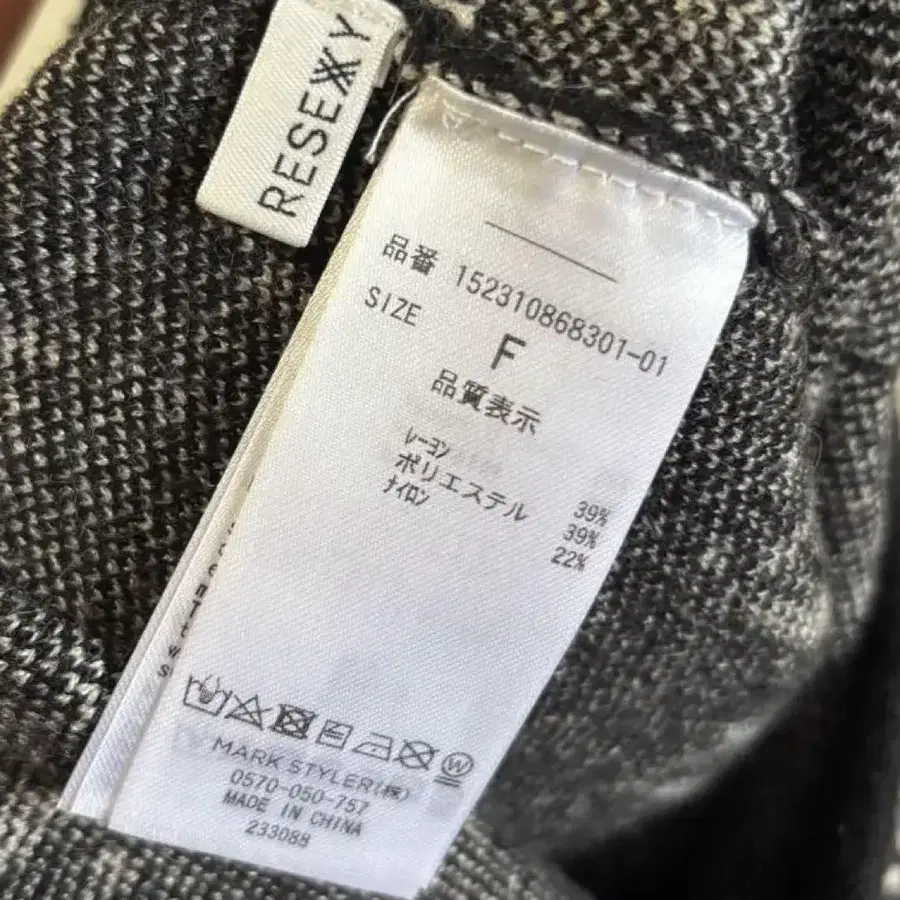 RESEXXY
品番 152310868301-01
SIZE
F
品質表示
レーヨン 39%
ポリエステル 39%
ナイロン 22%
MARK STYLER(株)
0570-050-757
MADE IN CHINA
233088